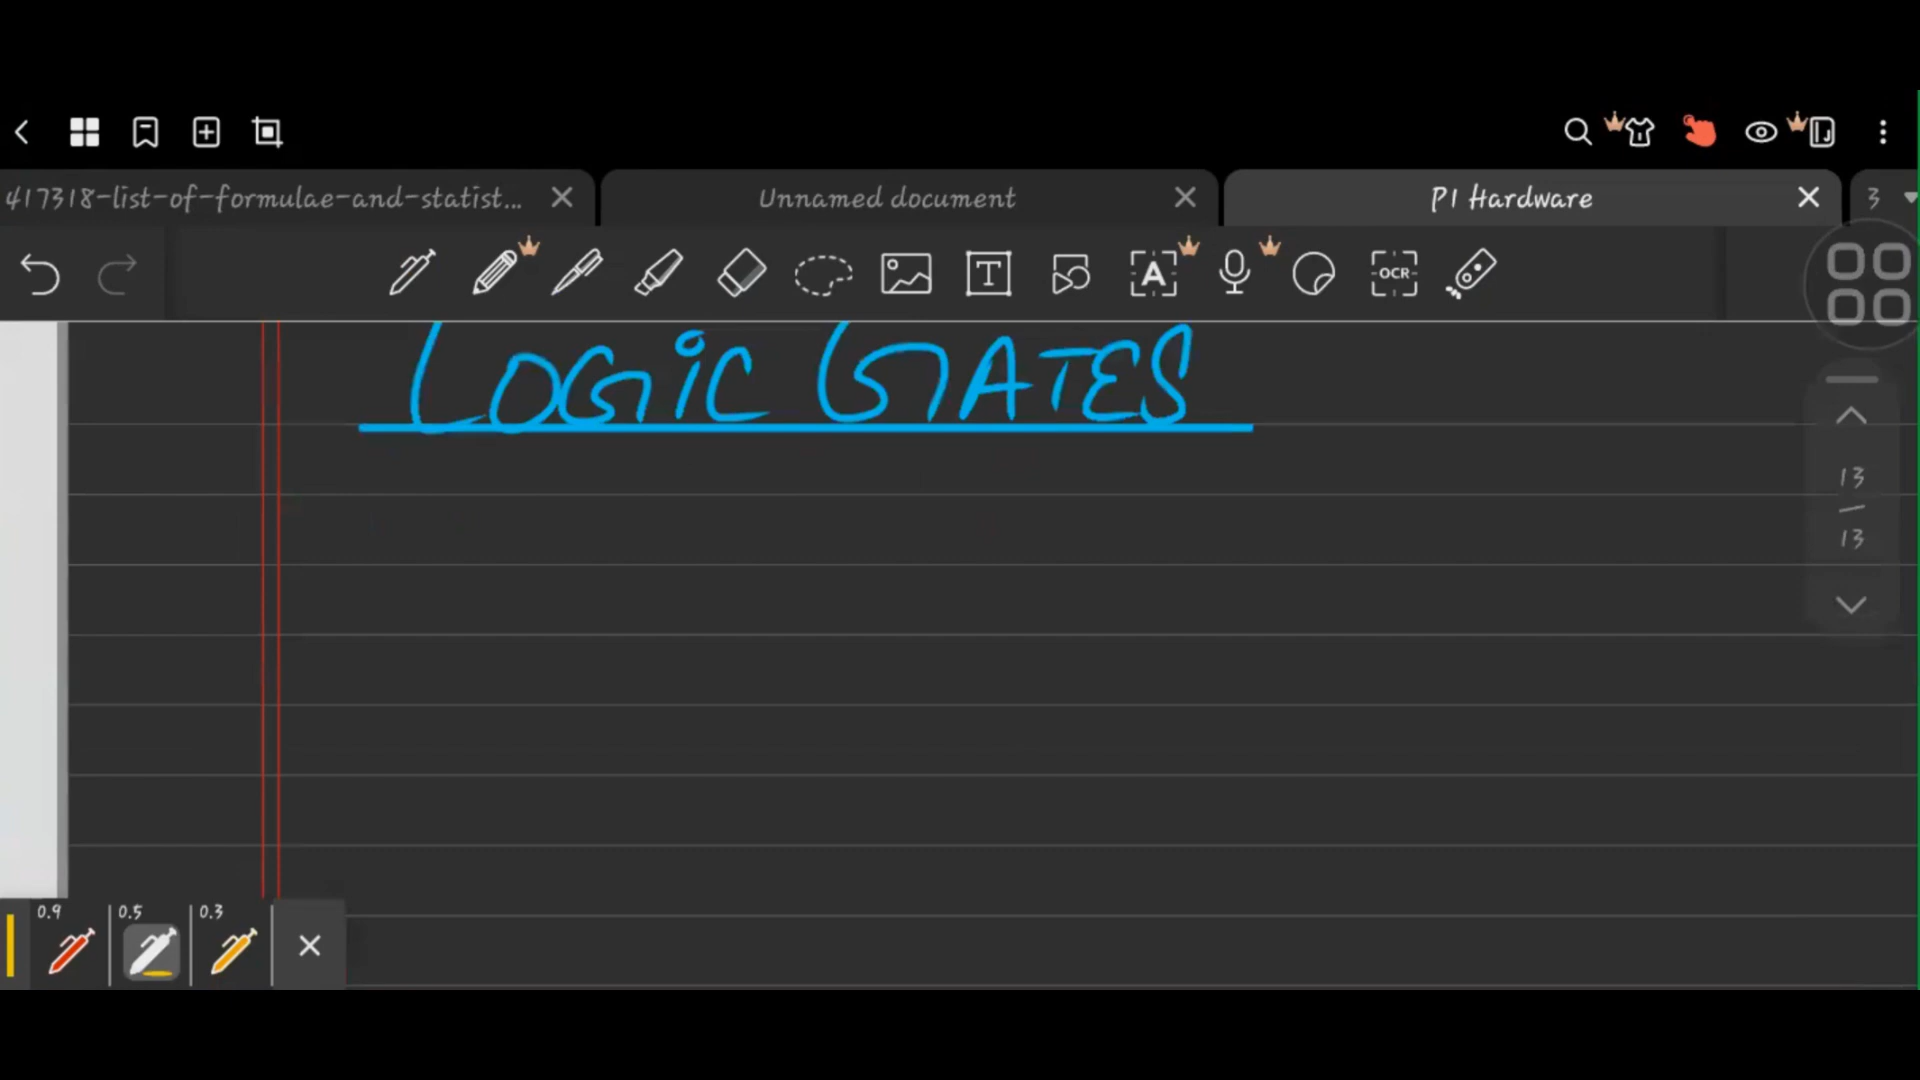 417318-list-of-formulae-and-statist...
Unnamed document
P1 Hardware
3
T
A
OCR
LOGIC GATES
13
13
0.9
0.5
0.3